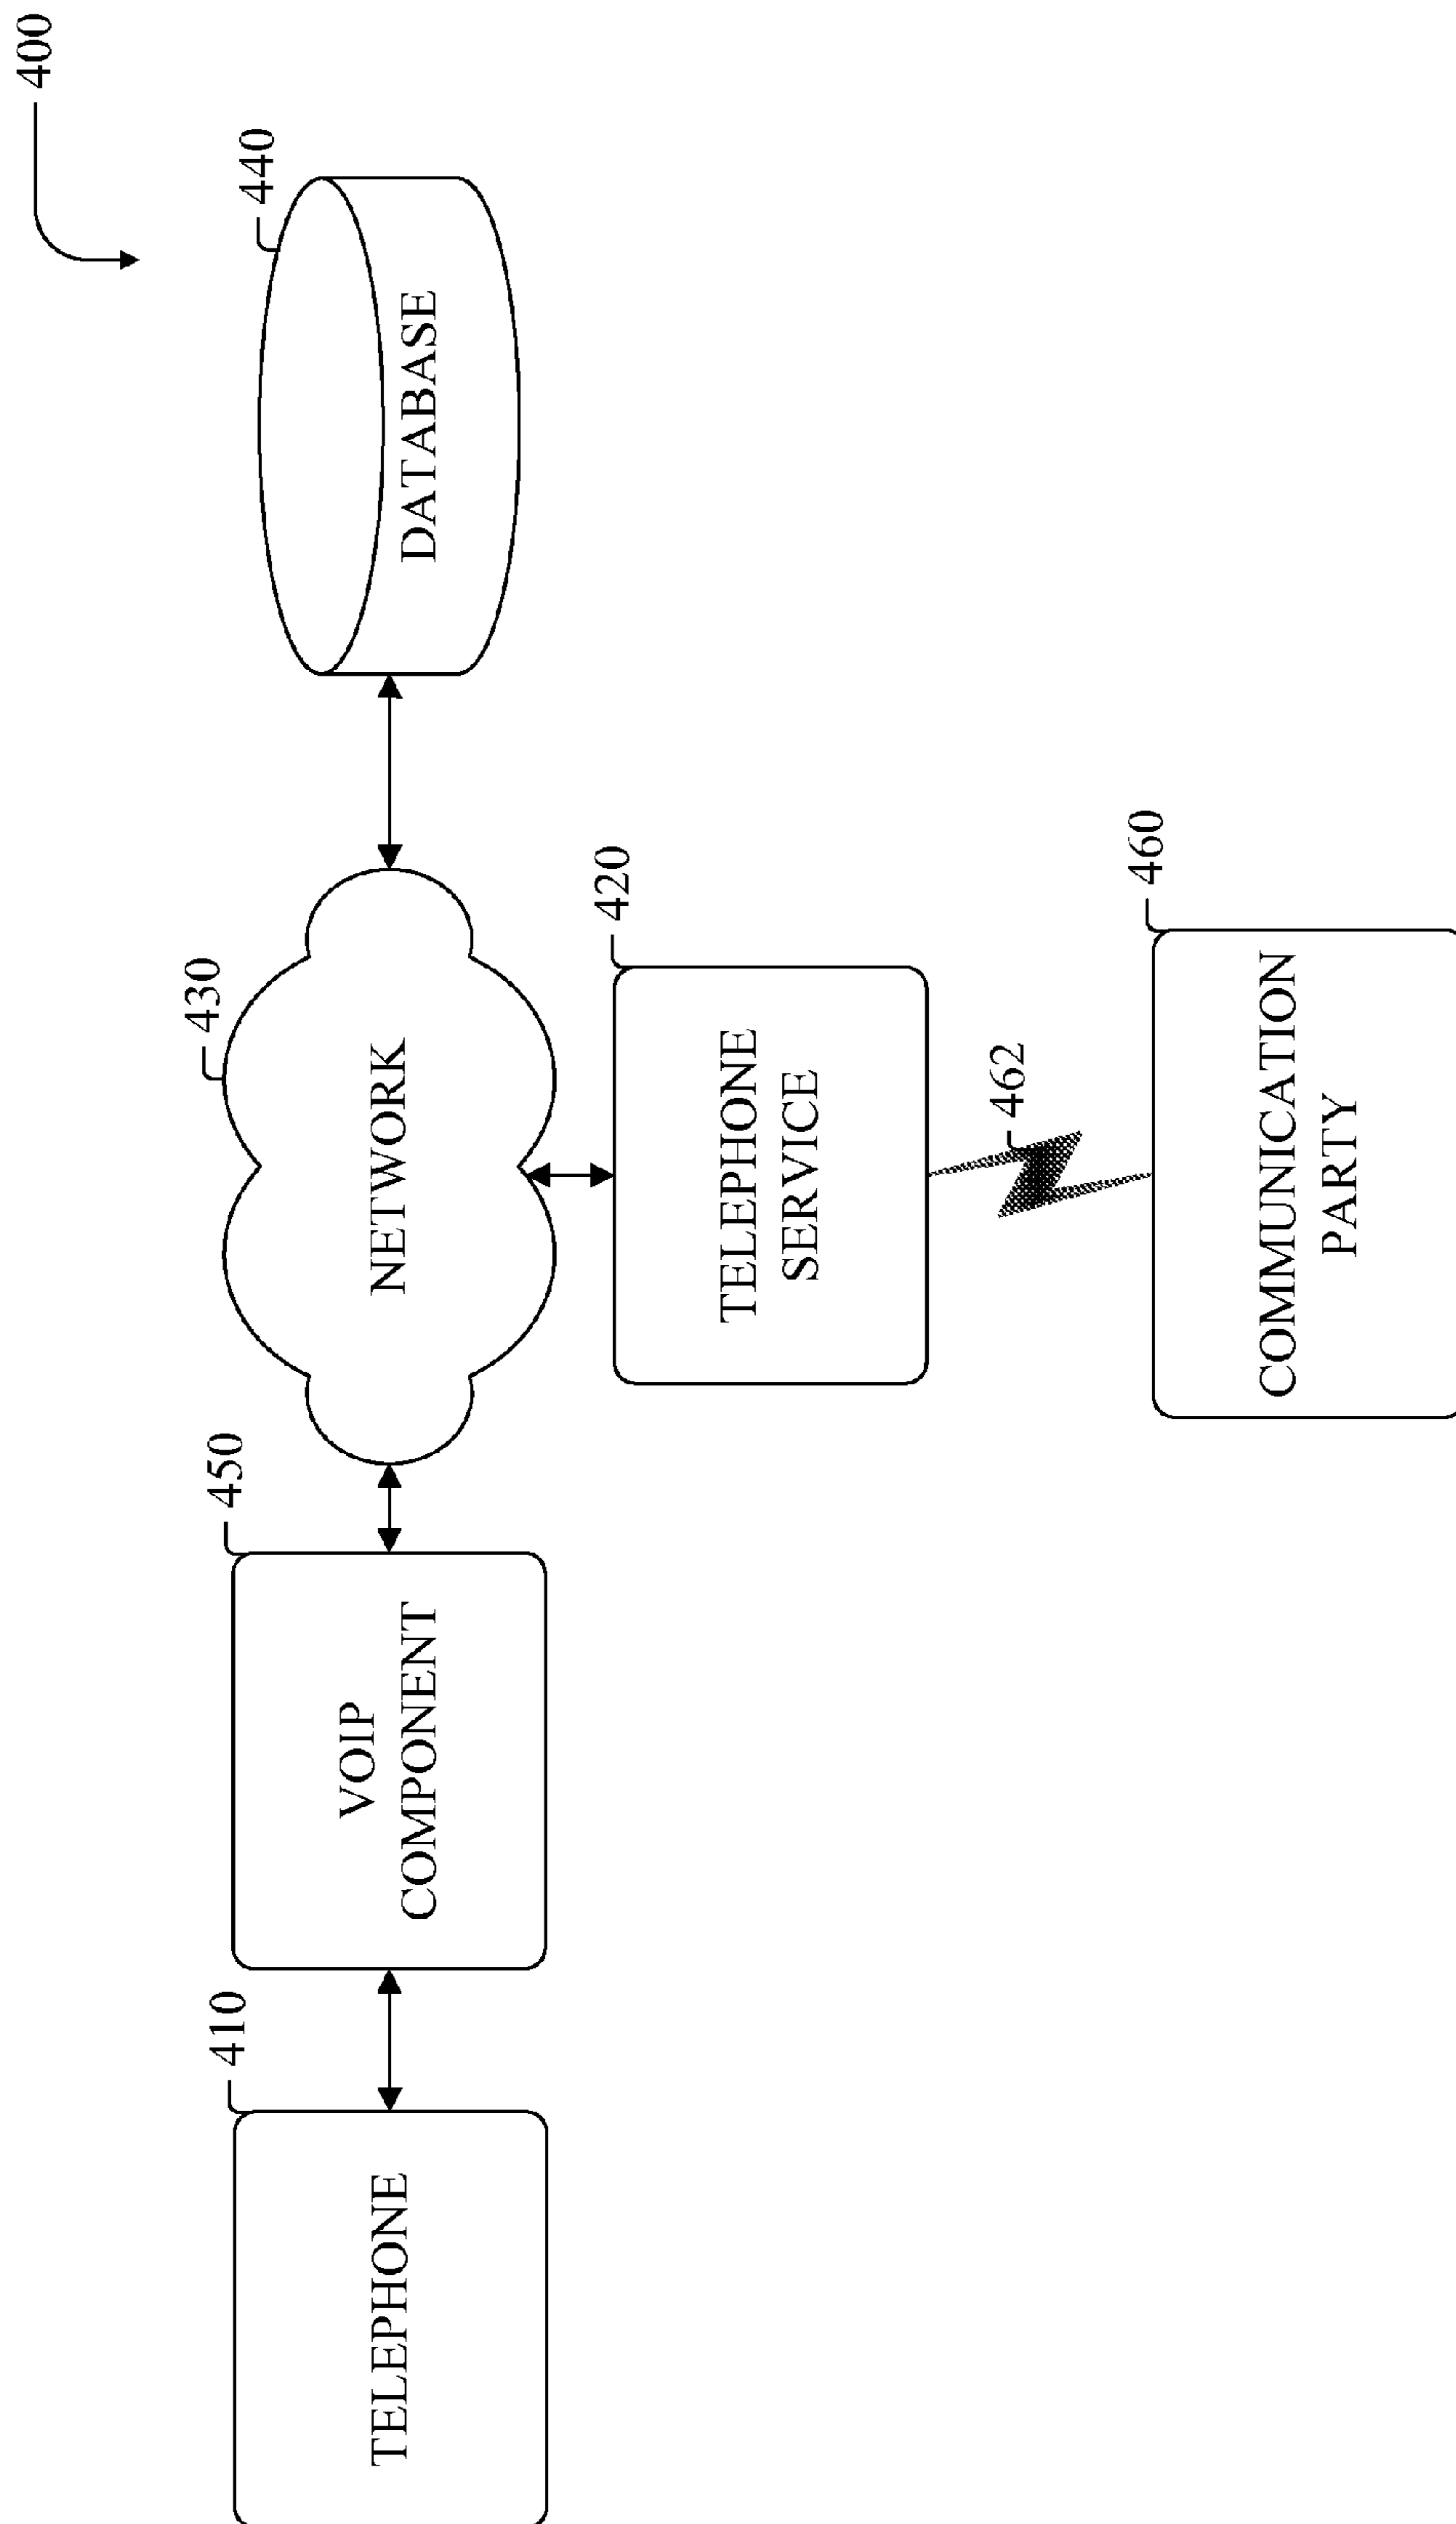 400
440
DATABASE
430
NETWORK
450
VOIP
COMPONENT
410
TELEPHONE
420
TELEPHONE
SERVICE
462
460
COMMUNICATION
PARTY